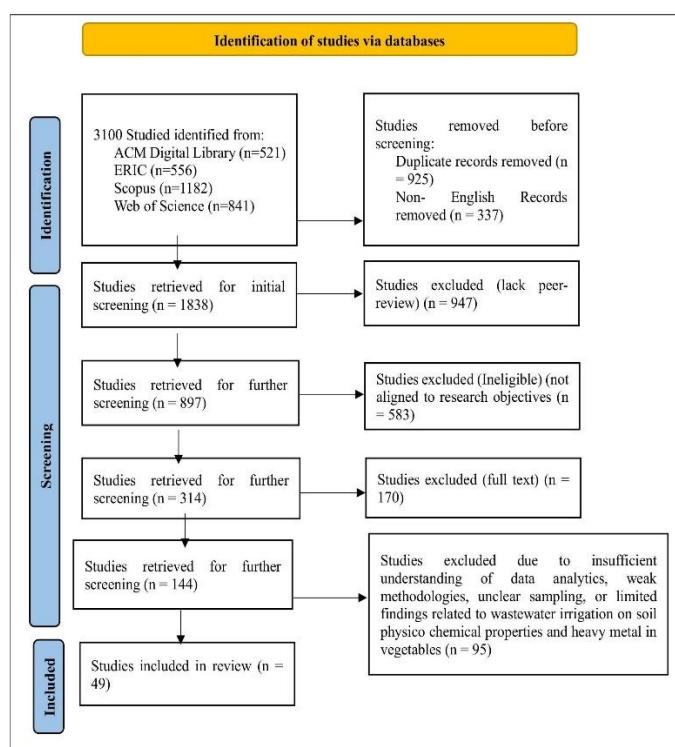 Identification of studies via databases
Identification
3100 Studied identified from:
ACM Digital Library (n=521)
ERIC (n=556)
Scopus (n=1182)
Web of Science (n=841)
Studies removed before
screening:
Duplicate records removed (n
= 925)
Non- English Records
removed (n = 337)
Screening
Studies retrieved for initial
screening (n = 1838)
Studies excluded (lack peer-
review) (n = 947)
Studies retrieved for further
screening (n = 897)
Studies excluded (Ineligible) (not
aligned to research objectives (n
= 583)
Studies retrieved for further
screening (n = 314)
Studies excluded (full text) (n =
170)
Studies retrieved for further
screening (n = 144)
Studies excluded due to insufficient
understanding of data analytics, weak
methodologies, unclear sampling, or limited
findings related to wastewater irrigation on soil
physico chemical properties and heavy metal in
vegetables (n = 95)
Included
Studies included in review (n =
49)